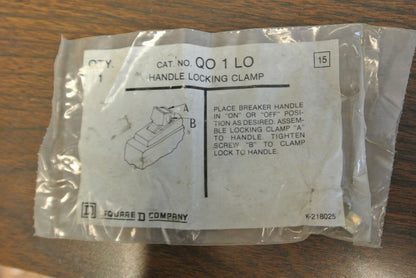 QTY. 1
CAT. NO. QO 1 LO
15
HANDLE LOCKING CLAMP
A
B
PLACE BREAKER HANDLE
IN "ON" OR "OFF" POSI-
TION AS DESIRED. ASSEM-
BLE LOCKING CLAMP "A"
TO HANDLE. TIGHTEN
SCREW "B" TO CLAMP
LOCK TO HANDLE.
D SQUARE D COMPANY
K-218025